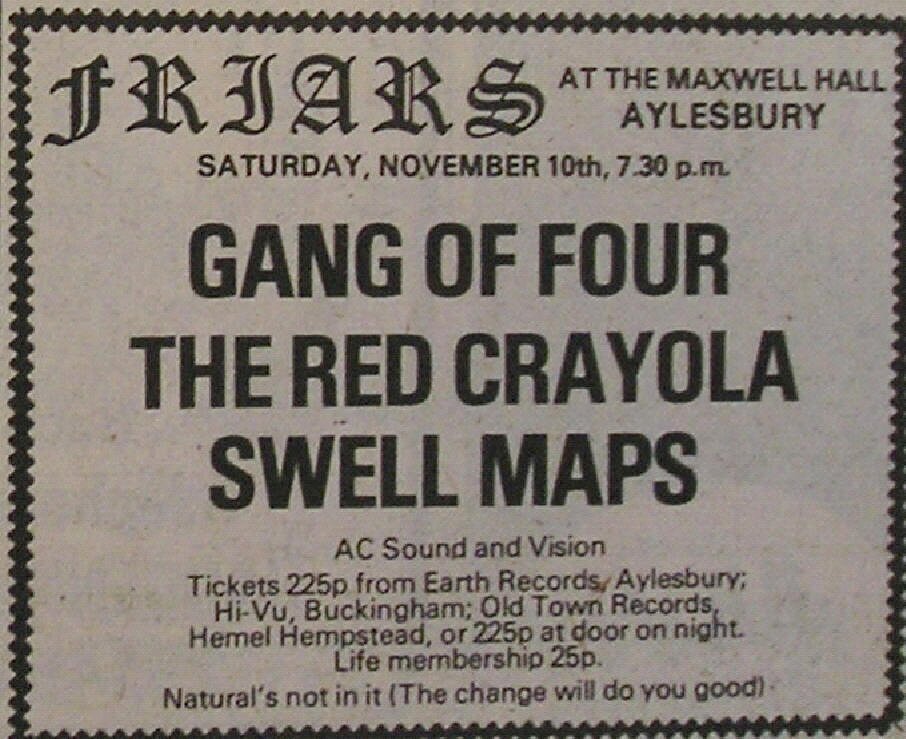 FRIARS AT THE MAXWELL HALL
AYLESBURY
SATURDAY, NOVEMBER 10th, 7.30 p.m.
GANG OF FOUR
THE RED CRAYOLA
SWELL MAPS
AC Sound and Vision
Tickets 225p from Earth Records, Aylesbury;
Hi-Vu, Buckingham; Old Town Records,
Hemel Hempstead, or 225p at door on night.
Life membership 25p.
Natural's not in it (The change will do you good)